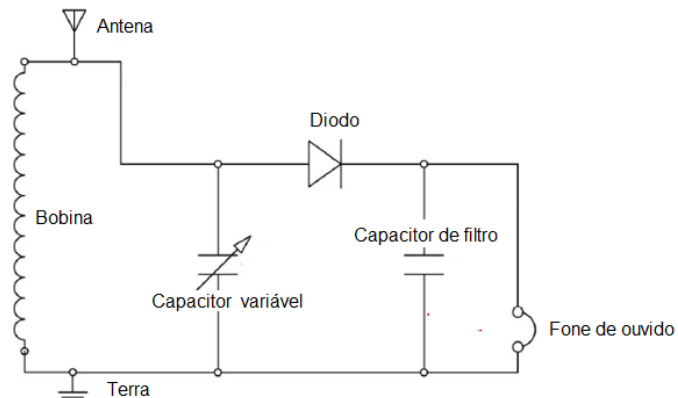 Antena
Diodo
Bobina
Capacitor de filtro
Capacitor variável
Fone de ouvido
Terra